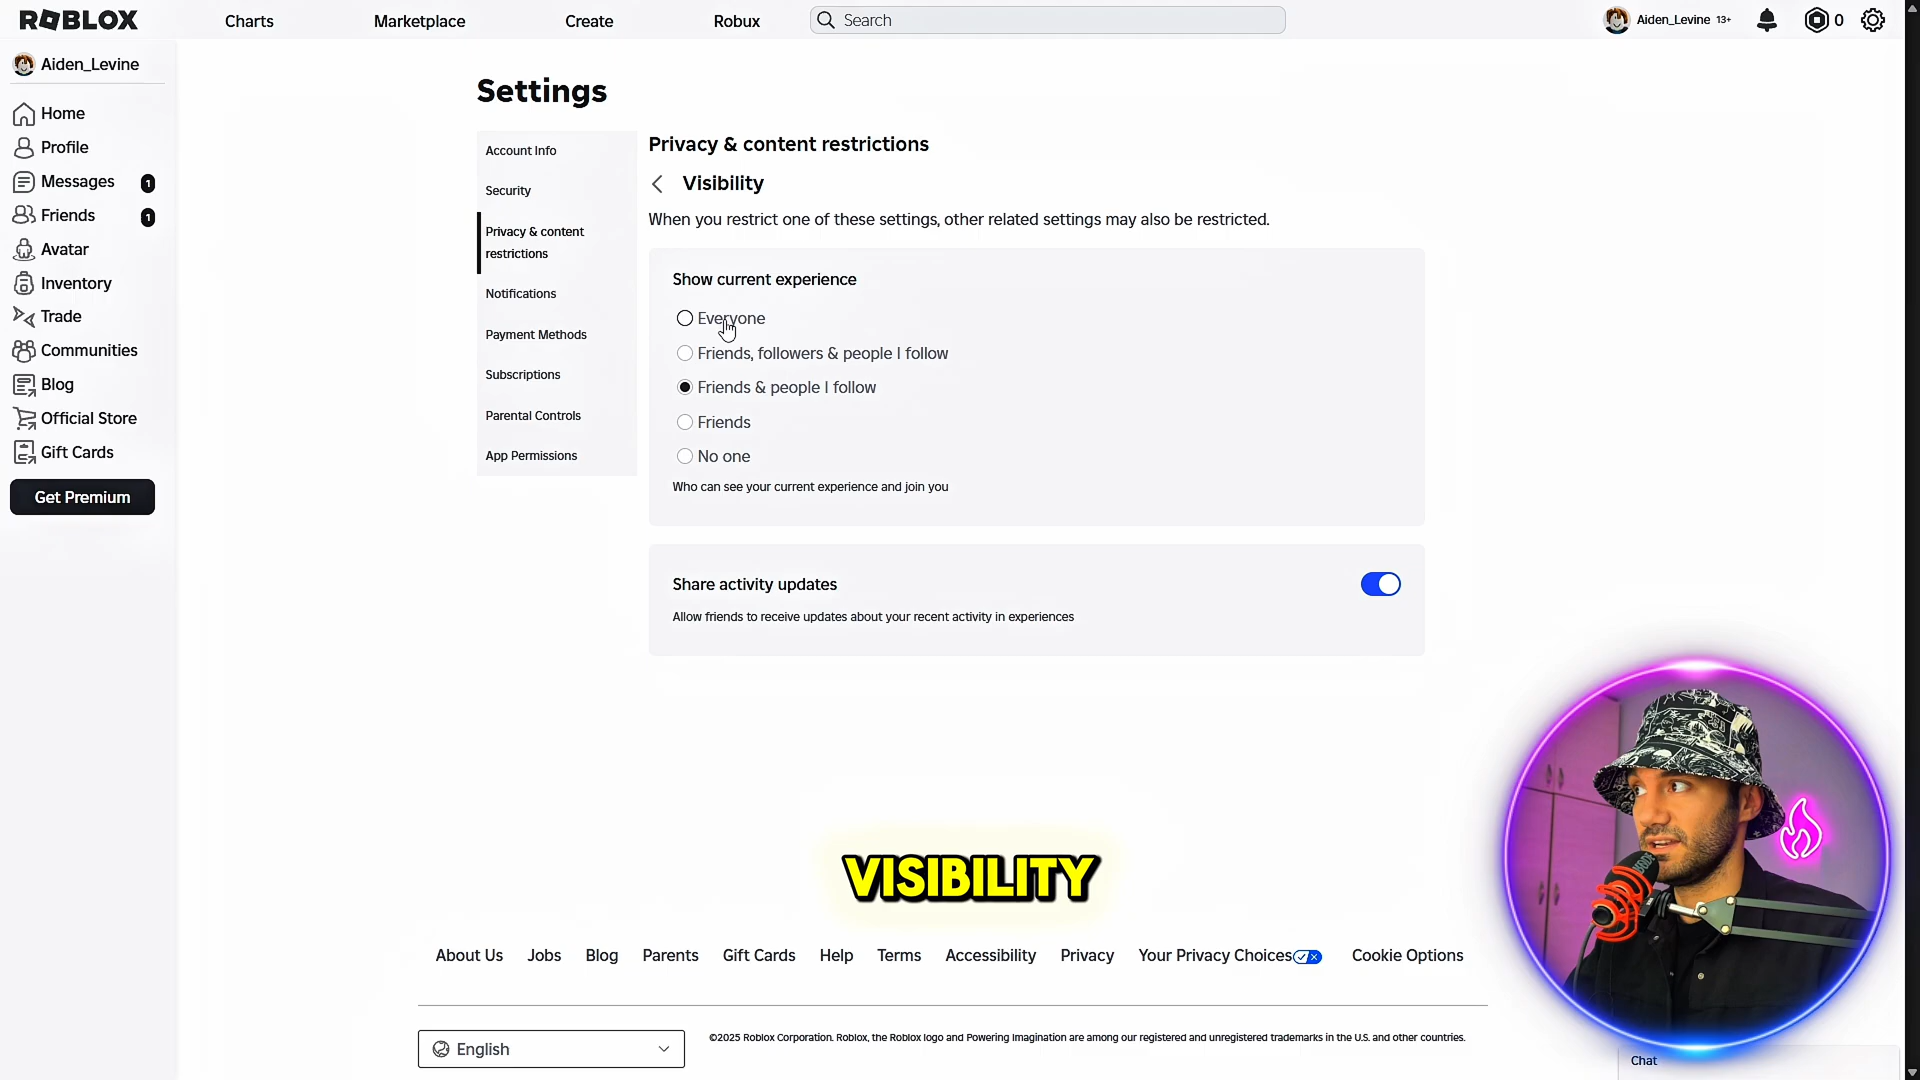 ROBLOX
Charts
Marketplace
Create
Robux
Search
Aiden_Levine 13+
0
Aiden_Levine
Home
Profile
Messages 1
Friends 1
Avatar
Inventory
Trade
Communities
Blog
Official Store
Gift Cards
Get Premium
Settings
Account Info
Security
Privacy & content
restrictions
Notifications
Payment Methods
Subscriptions
Parental Controls
App Permissions
Privacy & content restrictions
Visibility
When you restrict one of these settings, other related settings may also be restricted.
Show current experience
Everyone
Friends, followers & people I follow
Friends & people I follow
Friends
No one
Who can see your current experience and join you
Share activity updates
Allow friends to receive updates about your recent activity in experiences
VISIBILITY
About Us
Jobs
Blog
Parents
Gift Cards
Help
Terms
Accessibility
Privacy
Your Privacy Choices
Cookie Options
English
©2025 Roblox Corporation. Roblox, the Roblox logo and Powering Imagination are among our registered and unregistered trademarks in the U.S. and other countries.
Chat